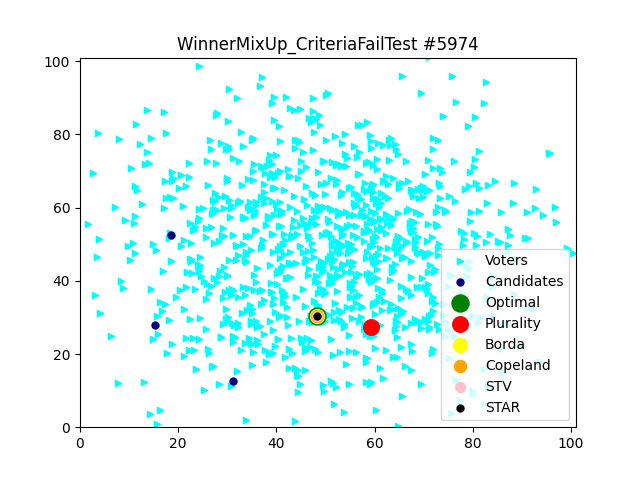 WinnerMixUp_CriteriaFailTest #5974
100
80
60
40
20
0
0 20 40 60 80 100
Voters
Candidates
Optimal
Plurality
Borda
Copeland
STV
STAR